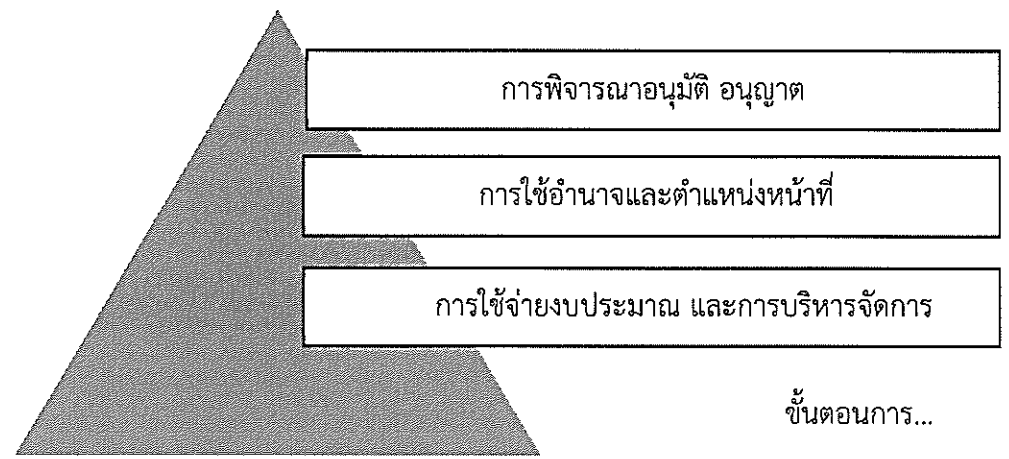 การพิจารณาอนุมัติ อนุญาต
การใช้อำนาจและตำแหน่งหน้าที่
การใช้จ่ายงบประมาณ และการบริหารจัดการ
ขั้นตอนการ...